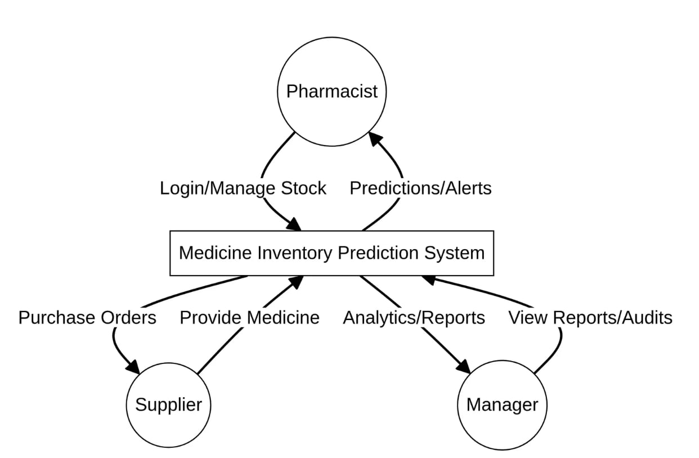 Pharmacist
Login/Manage Stock
Predictions/Alerts
Medicine Inventory Prediction System
Purchase Orders
Provide Medicine
Analytics/Reports
View Reports/Audits
Supplier
Manager